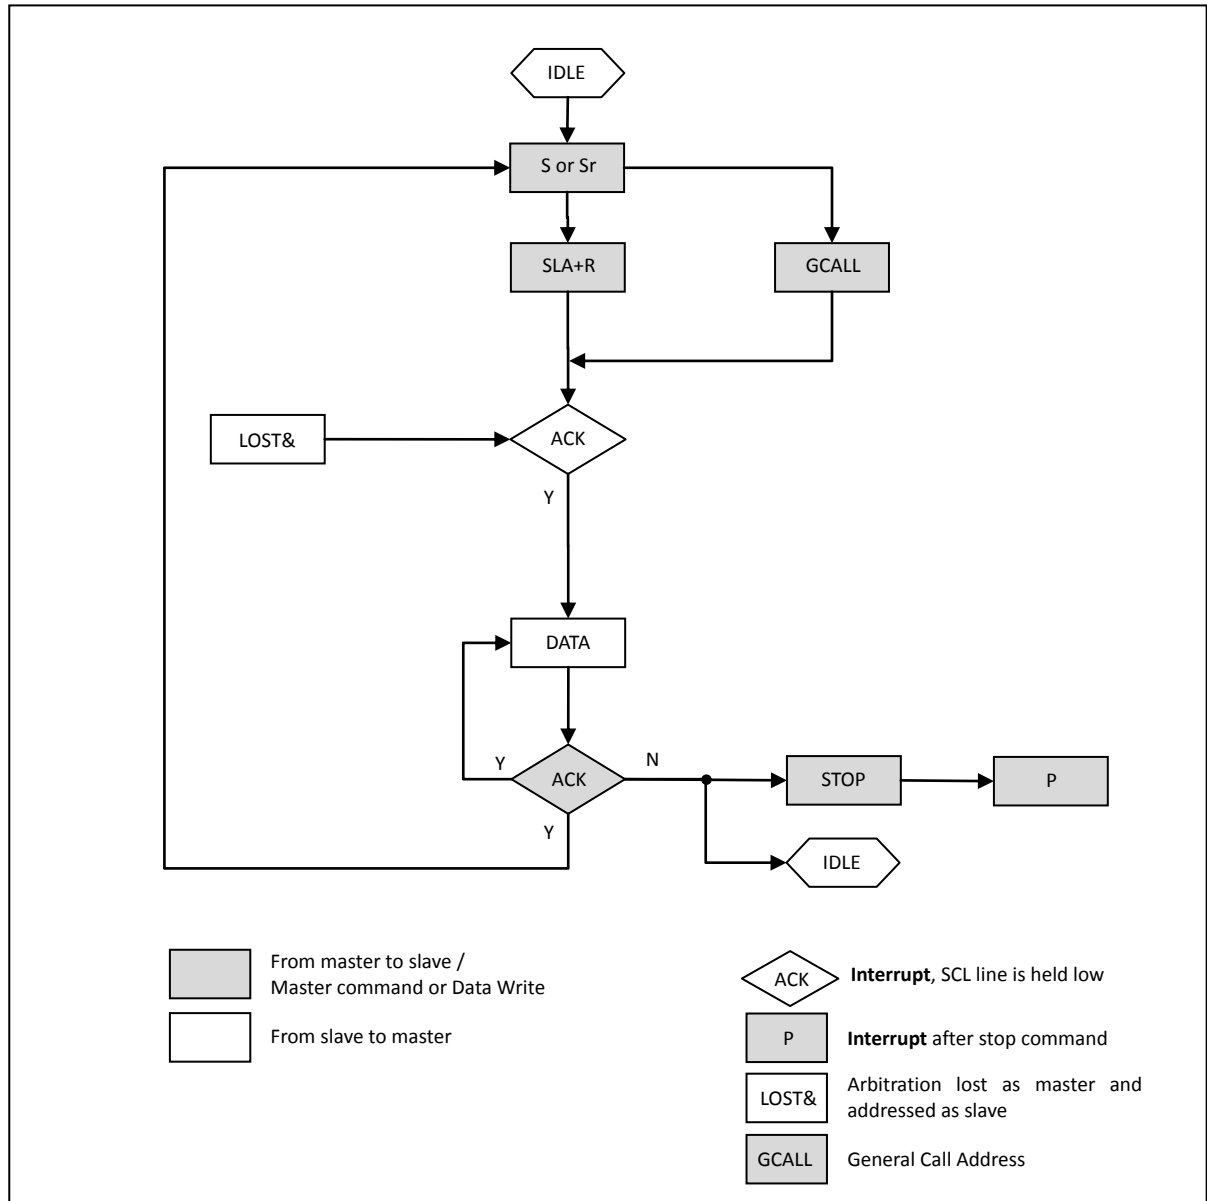 IDLE
S or Sr
SLA+R
GCALL
LOST&
ACK
Y
DATA
Y
ACK
N
STOP
P
Y
IDLE
From master to slave /
Master command or Data Write
From slave to master
ACK
Interrupt, SCL line is held low
P
Interrupt after stop command
LOST&
Arbitration lost as master and
addressed as slave
GCALL
General Call Address